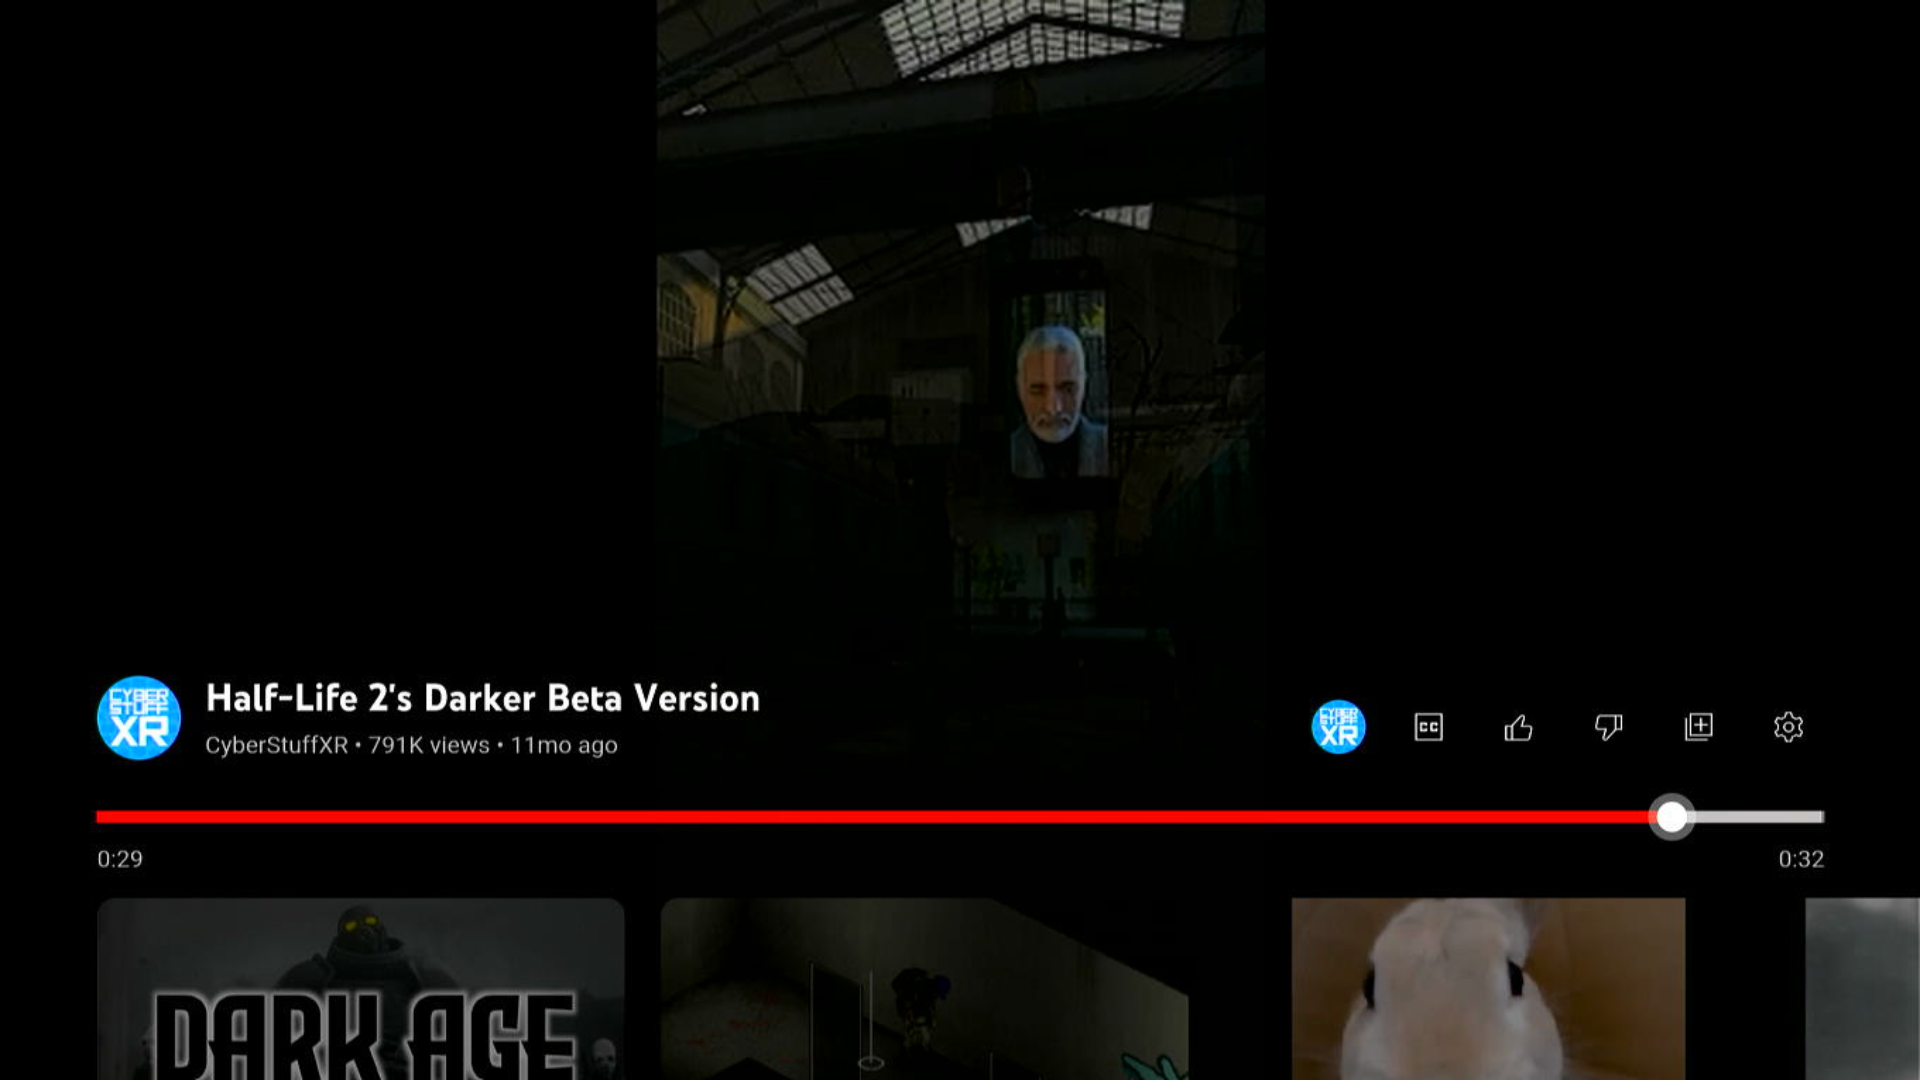 CYBER
STUFF
XR
Half-Life 2's Darker Beta Version
CyberStuffXR • 791K views • 11mo ago
CYBER
STUFF
XR
CC
0:29
0:32
DARK AGE